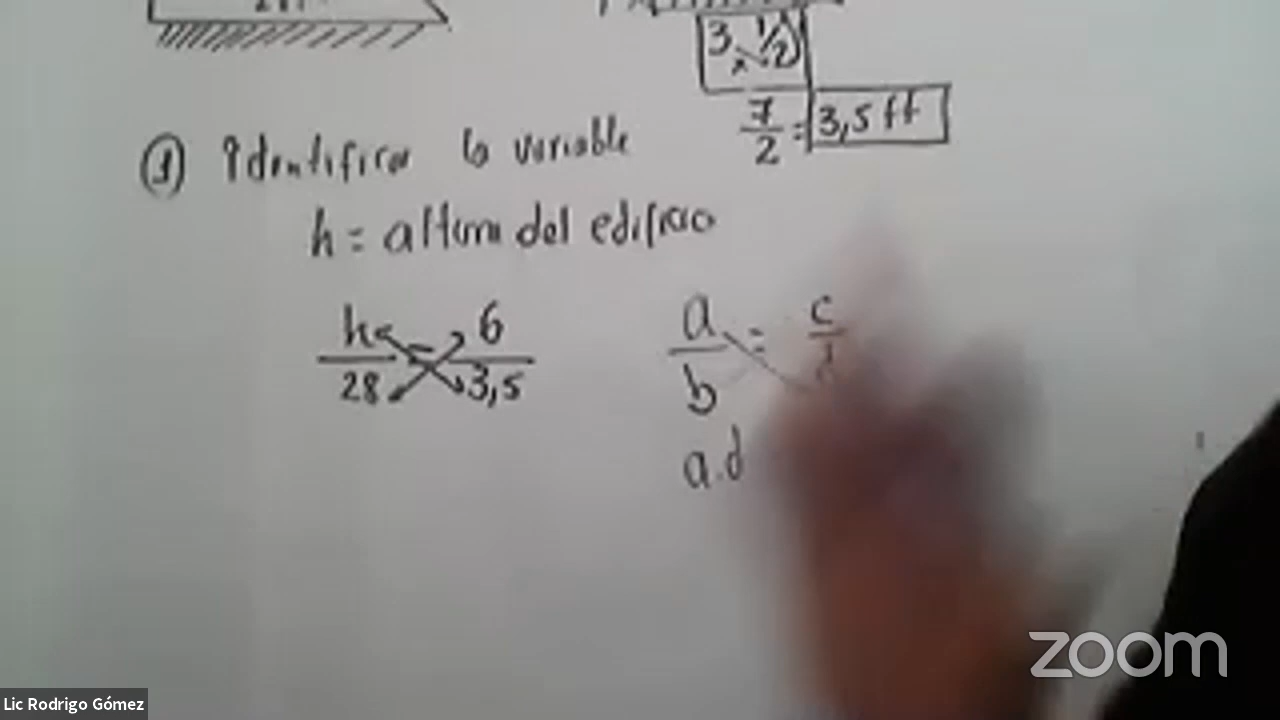 3 1/2
7/2 = 3,5 ft
① Identificar la variable
h = altura del edificio
h/28 = 6/3,5
a/b = c/d
a.d
zoom
Lic Rodrigo Gómez